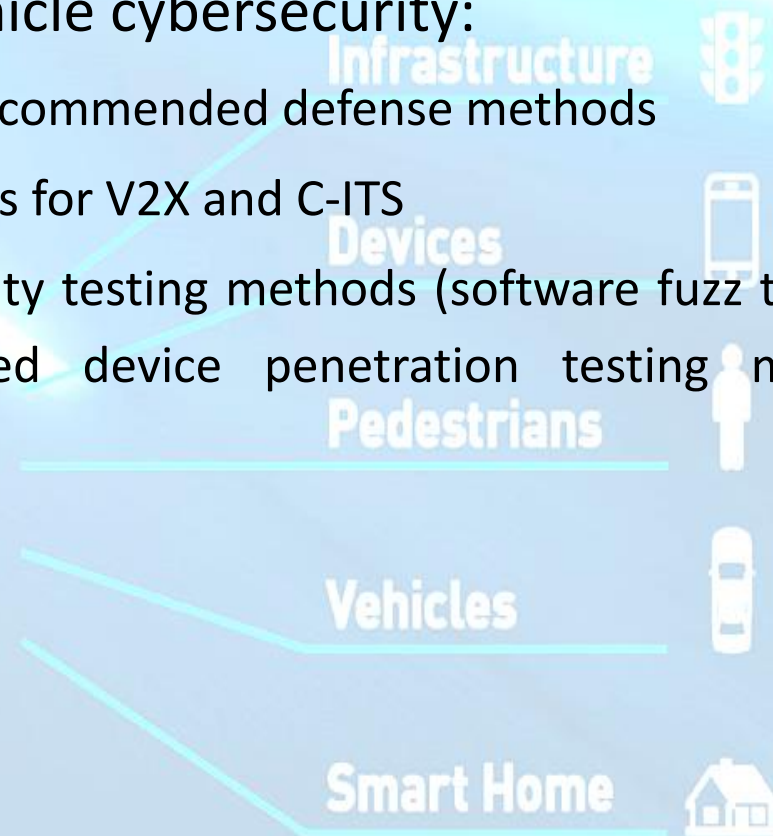 icle cybersecurity:
Infrastructure
commended defense methods
s for V2X and C-ITS
Devices
ty testing methods (software fuzz t
ed device penetration testing
Pedestrians
Vehicles
Smart Home